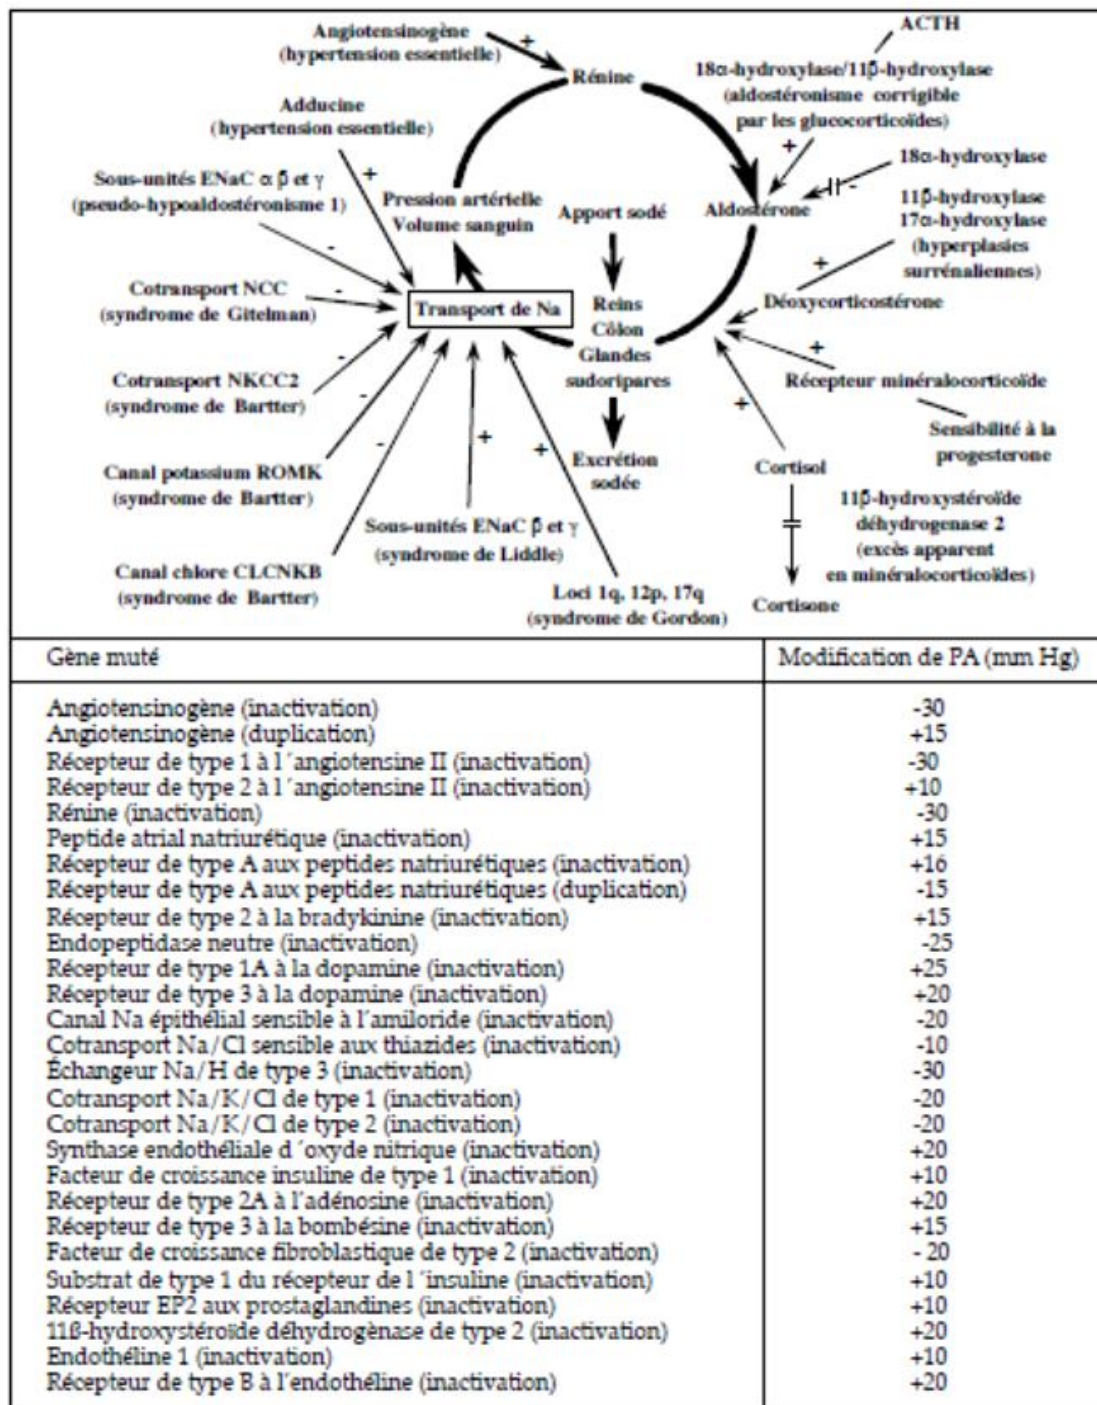 ACTH
Angiotensinogène
(hypertension essentielle)
+
Rénine
18α-hydroxylase/11β-hydroxylase
(aldostéronisme corrigible
par les glucocorticoïdes)
+
Adducine
(hypertension essentielle)
+
18α-hydroxylase
-
Sous-unités ENaC α β et γ
(pseudo-hypoaldostéronisme 1)
-
Pression artérielle
Volume sanguin
Apport sodé
Aldostérone
11β-hydroxylase
17α-hydroxylase
(hyperplasies
surrénaliennes)
+
Déoxycorticostérone
Cotransport NCC
(syndrome de Gitelman)
-
Transport de Na
Reins
Côlon
Glandes
sudoripares
Cotransport NKCC2
(syndrome de Bartter)
-
+
Récepteur minéralocorticoïde
Sensibilité à la
progesterone
+
Cortisol
Canal potassium ROMK
(syndrome de Bartter)
-
Excrétion
sodée
11β-hydroxystéroïde
déhydrogenase 2
(excès apparent
en minéralocorticoïdes)
Cortisone
Canal chlore CLCNKB
(syndrome de Bartter)
-
Sous-unités ENaC β et γ
(syndrome de Liddle)
+
Loci 1q, 12p, 17q
(syndrome de Gordon)
+
Gène muté Modification de PA (mm Hg)
Angiotensinogène (inactivation) -30
Angiotensinogène (duplication) +15
Récepteur de type 1 à l´angiotensine II (inactivation) -30
Récepteur de type 2 à l´angiotensine II (inactivation) +10
Rénine (inactivation) -30
Peptide atrial natriurétique (inactivation) +15
Récepteur de type A aux peptides natriurétiques (inactivation) +16
Récepteur de type A aux peptides natriurétiques (duplication) -15
Récepteur de type 2 à la bradykinine (inactivation) +15
Endopeptidase neutre (inactivation) -25
Récepteur de type 1A à la dopamine (inactivation) +25
Récepteur de type 3 à la dopamine (inactivation) +20
Canal Na épithélial sensible à l'amiloride (inactivation) -20
Cotransport Na/Cl sensible aux thiazides (inactivation) -10
Échangeur Na/H de type 3 (inactivation) -30
Cotransport Na/K/Cl de type 1 (inactivation) -20
Cotransport Na/K/Cl de type 2 (inactivation) -20
Synthase endothéliale d´oxyde nitrique (inactivation) +20
Facteur de croissance insuline de type 1 (inactivation) +10
Récepteur de type 2A à l'adénosine (inactivation) +20
Récepteur de type 3 à la bombésine (inactivation) +15
Facteur de croissance fibroblastique de type 2 (inactivation) - 20
Substrat de type 1 du récepteur de l´insuline (inactivation) +10
Récepteur EP2 aux prostaglandines (inactivation) +10
11ß-hydroxystéroïde déhydrogènase de type 2 (inactivation) +20
Endothéline 1 (inactivation) +10
Récepteur de type B à l'endothéline (inactivation) +20